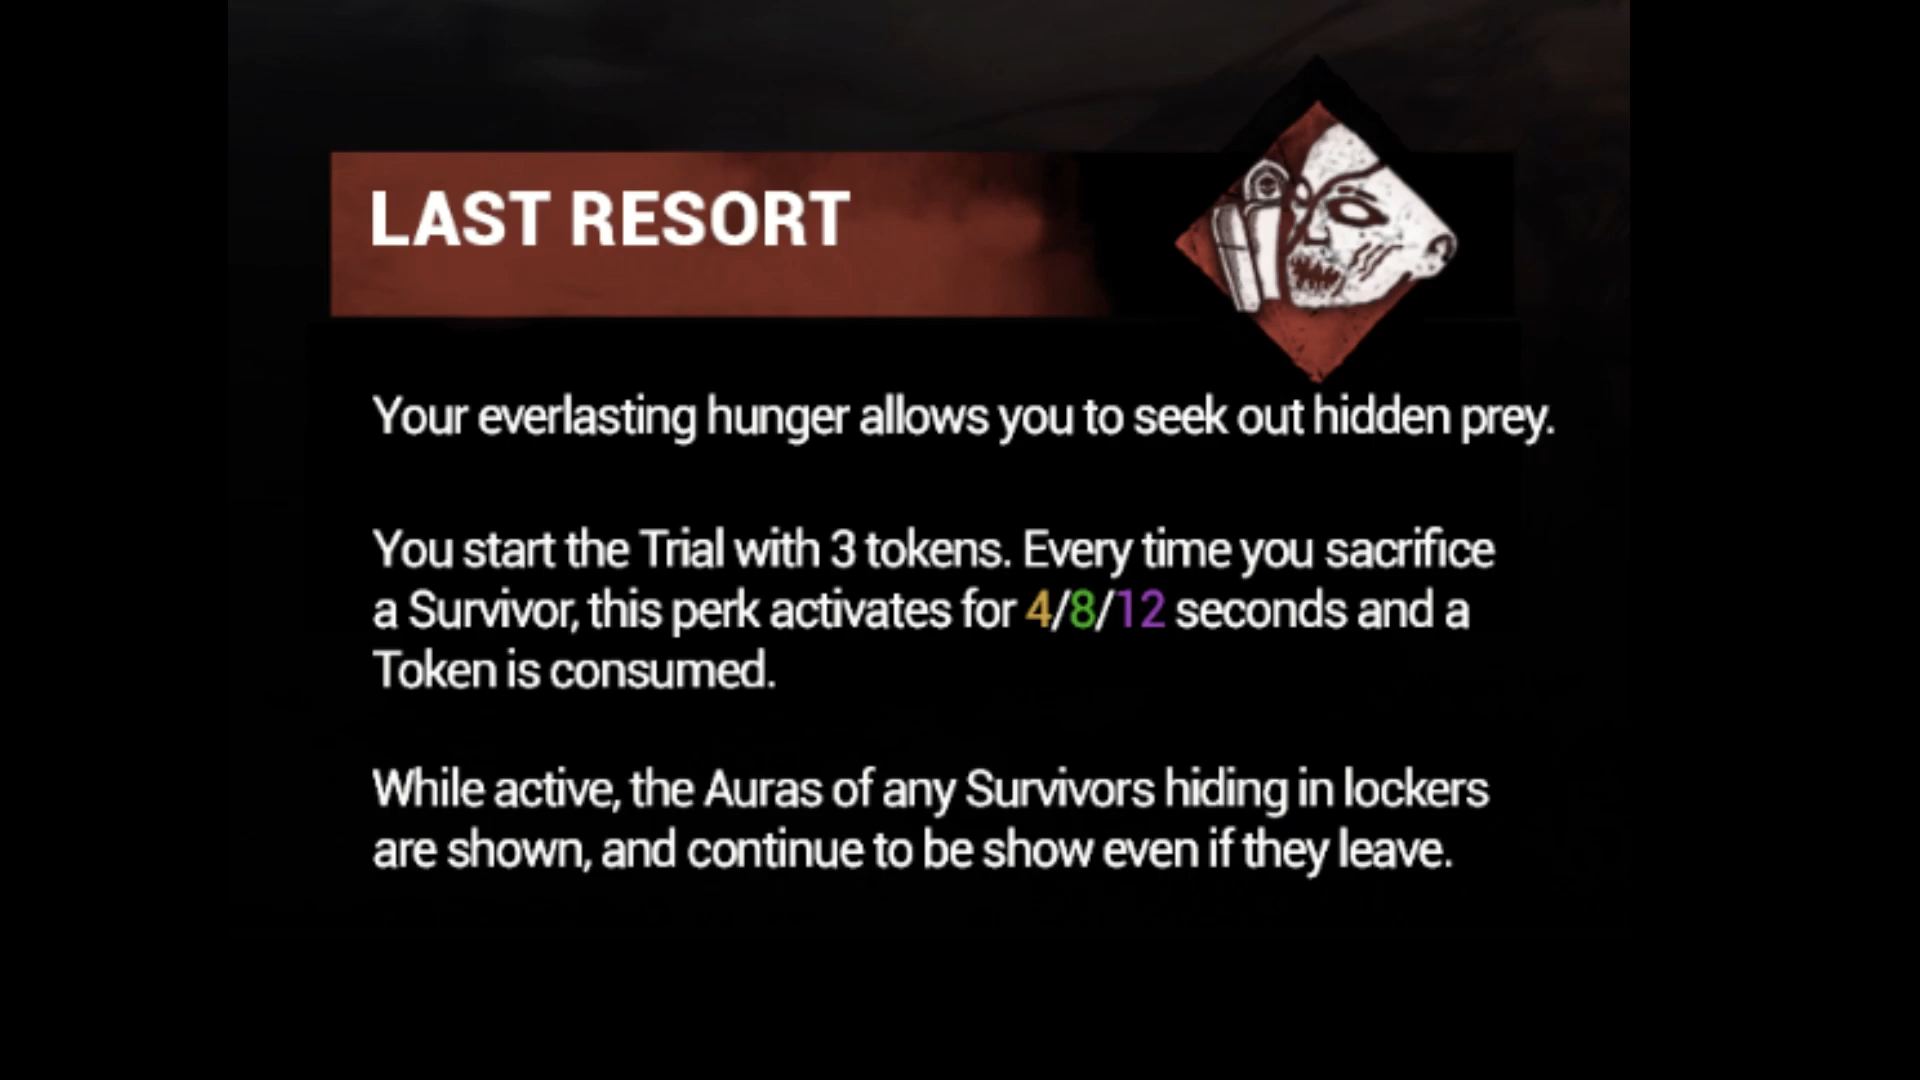 LAST RESORT
Your everlasting hunger allows you to seek out hidden prey.
You start the Trial with 3 tokens. Every time you sacrifice
a Survivor, this perk activates for 4/8/12 seconds and a
Token is consumed.
While active, the Auras of any Survivors hiding in lockers
are shown, and continue to be show even if they leave.